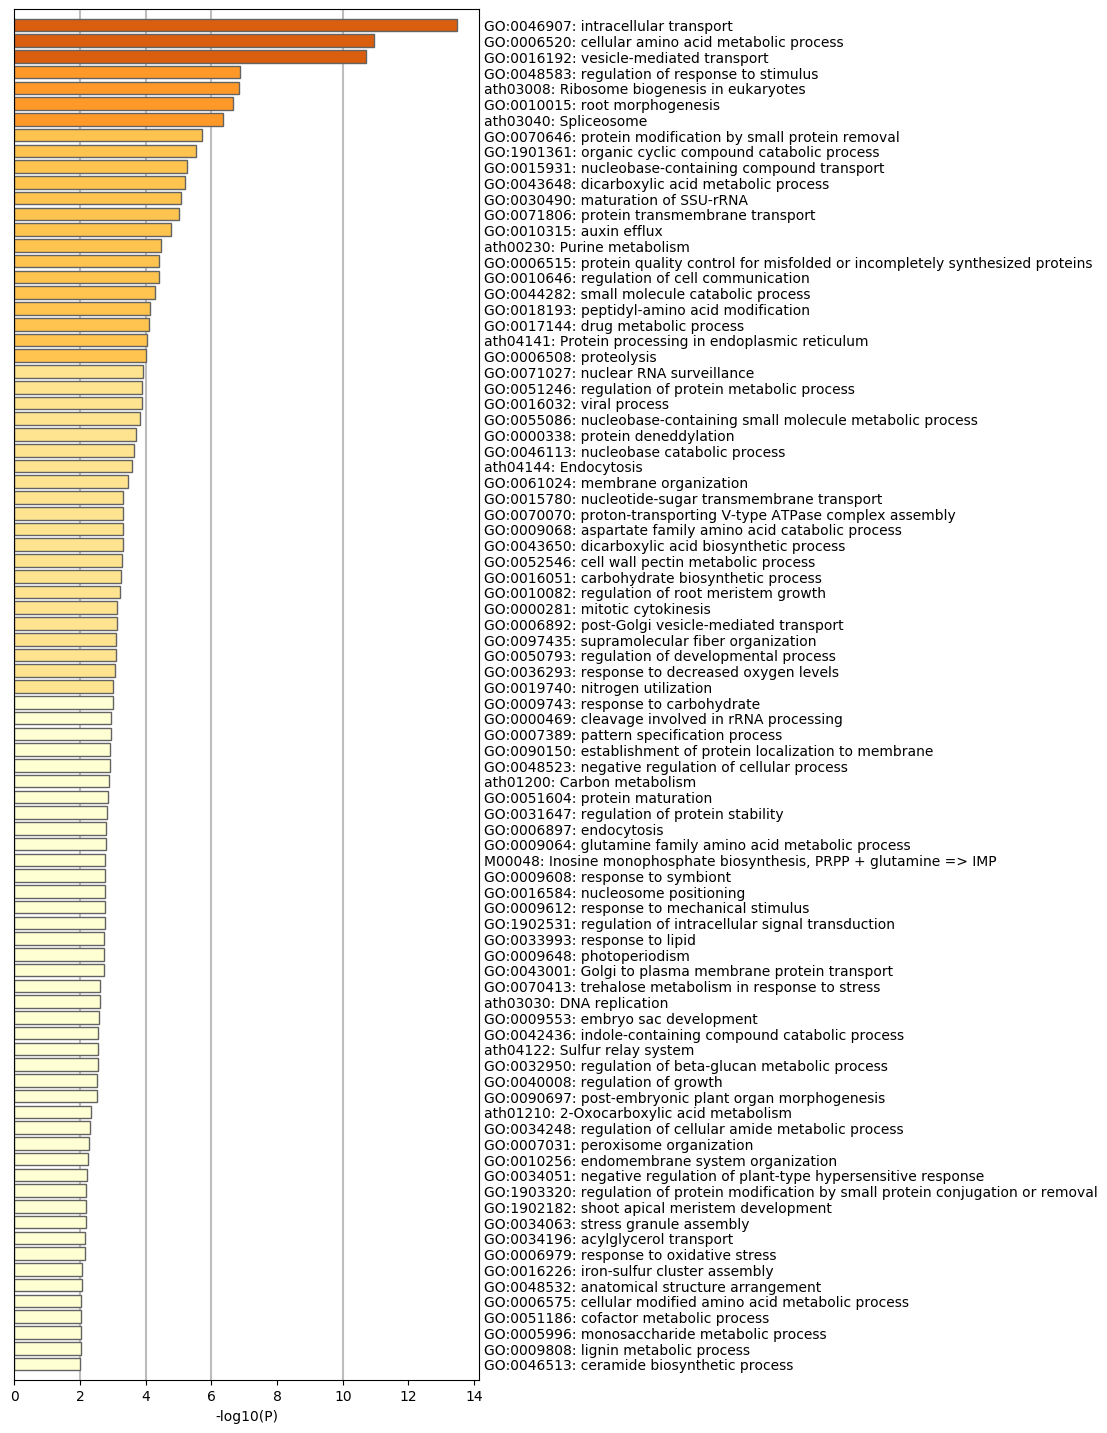 GO:0046907: intracellular transport
GO:0006520: cellular amino acid metabolic process
GO:0016192: vesicle-mediated transport
GO:0048583: regulation of response to stimulus
ath03008: Ribosome biogenesis in eukaryotes
GO:0010015: root morphogenesis
ath03040: Spliceosome
GO:0070646: protein modification by small protein removal
GO:1901361: organic cyclic compound catabolic process
GO:0015931: nucleobase-containing compound transport
GO:0043648: dicarboxylic acid metabolic process
GO:0030490: maturation of SSU-rRNA
GO:0071806: protein transmembrane transport
GO:0010315: auxin efflux
ath00230: Purine metabolism
GO:0006515: protein quality control for misfolded or incompletely synthesized proteins
GO:0010646: regulation of cell communication
GO:0044282: small molecule catabolic process
GO:0018193: peptidyl-amino acid modification
GO:0017144: drug metabolic process
ath04141: Protein processing in endoplasmic reticulum
GO:0006508: proteolysis
GO:0071027: nuclear RNA surveillance
GO:0051246: regulation of protein metabolic process
GO:0016032: viral process
GO:0055086: nucleobase-containing small molecule metabolic process
GO:0000338: protein deneddylation
GO:0046113: nucleobase catabolic process
ath04144: Endocytosis
GO:0061024: membrane organization
GO:0015780: nucleotide-sugar transmembrane transport
GO:0070070: proton-transporting V-type ATPase complex assembly
GO:0009068: aspartate family amino acid catabolic process
GO:0043650: dicarboxylic acid biosynthetic process
GO:0052546: cell wall pectin metabolic process
GO:0016051: carbohydrate biosynthetic process
GO:0010082: regulation of root meristem growth
GO:0000281: mitotic cytokinesis
GO:0006892: post-Golgi vesicle-mediated transport
GO:0097435: supramolecular fiber organization
GO:0050793: regulation of developmental process
GO:0036293: response to decreased oxygen levels
GO:0019740: nitrogen utilization
GO:0009743: response to carbohydrate
GO:0000469: cleavage involved in rRNA processing
GO:0007389: pattern specification process
GO:0090150: establishment of protein localization to membrane
GO:0048523: negative regulation of cellular process
ath01200: Carbon metabolism
GO:0051604: protein maturation
GO:0031647: regulation of protein stability
GO:0006897: endocytosis
GO:0009064: glutamine family amino acid metabolic process
M00048: Inosine monophosphate biosynthesis, PRPP + glutamine => IMP
GO:0009608: response to symbiont
GO:0016584: nucleosome positioning
GO:0009612: response to mechanical stimulus
GO:1902531: regulation of intracellular signal transduction
GO:0033993: response to lipid
GO:0009648: photoperiodism
GO:0043001: Golgi to plasma membrane protein transport
GO:0070413: trehalose metabolism in response to stress
ath03030: DNA replication
GO:0009553: embryo sac development
GO:0042436: indole-containing compound catabolic process
ath04122: Sulfur relay system
GO:0032950: regulation of beta-glucan metabolic process
GO:0040008: regulation of growth
GO:0090697: post-embryonic plant organ morphogenesis
ath01210: 2-Oxocarboxylic acid metabolism
GO:0034248: regulation of cellular amide metabolic process
GO:0007031: peroxisome organization
GO:0010256: endomembrane system organization
GO:0034051: negative regulation of plant-type hypersensitive response
GO:1903320: regulation of protein modification by small protein conjugation or removal
GO:1902182: shoot apical meristem development
GO:0034063: stress granule assembly
GO:0034196: acylglycerol transport
GO:0006979: response to oxidative stress
GO:0016226: iron-sulfur cluster assembly
GO:0048532: anatomical structure arrangement
GO:0006575: cellular modified amino acid metabolic process
GO:0051186: cofactor metabolic process
GO:0005996: monosaccharide metabolic process
GO:0009808: lignin metabolic process
GO:0046513: ceramide biosynthetic process
0 2 4 6 8 10 12 14
-log10(P)